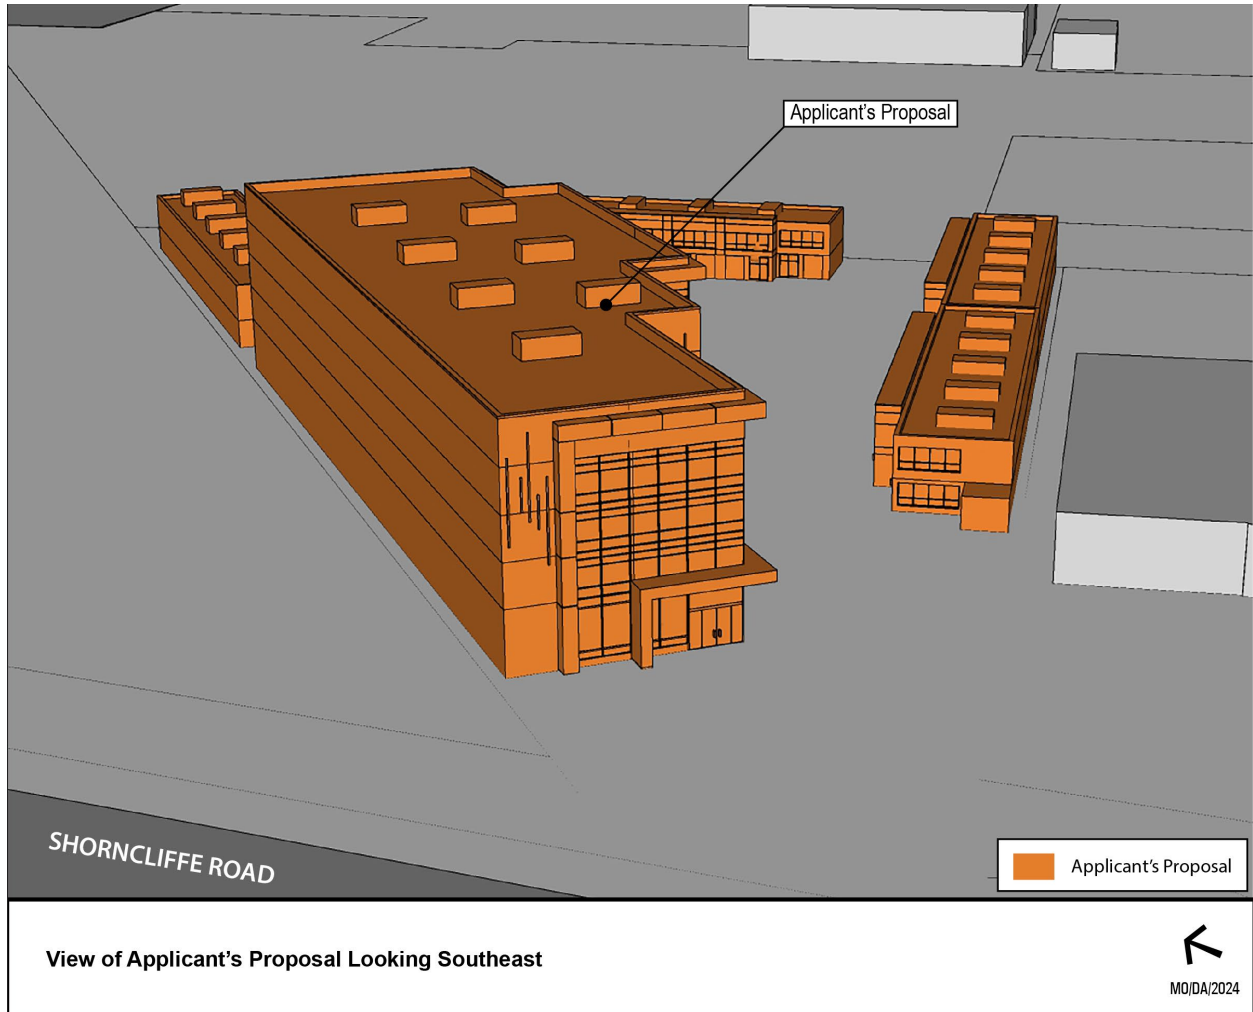 Applicant's Proposal
SHORNCLIFFE ROAD
Applicant's Proposal
View of Applicant's Proposal Looking Southeast
MO/DA/2024